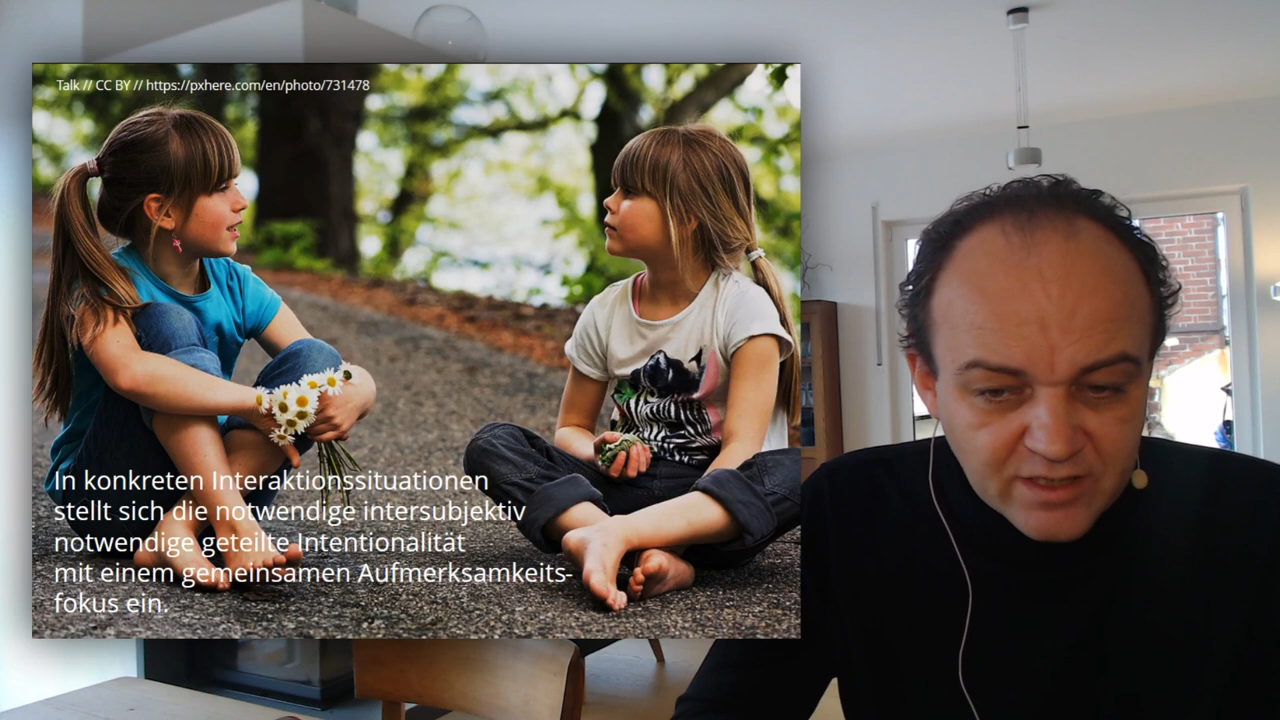 Talk // CC BY // https://pxhere.com/en/photo/731478
In konkreten Interaktionssituationen
stellt sich die notwendige intersubjektiv
notwendige geteilte Intentionalität
mit einem gemeinsamen Aufmerksamkeits-
fokus ein.